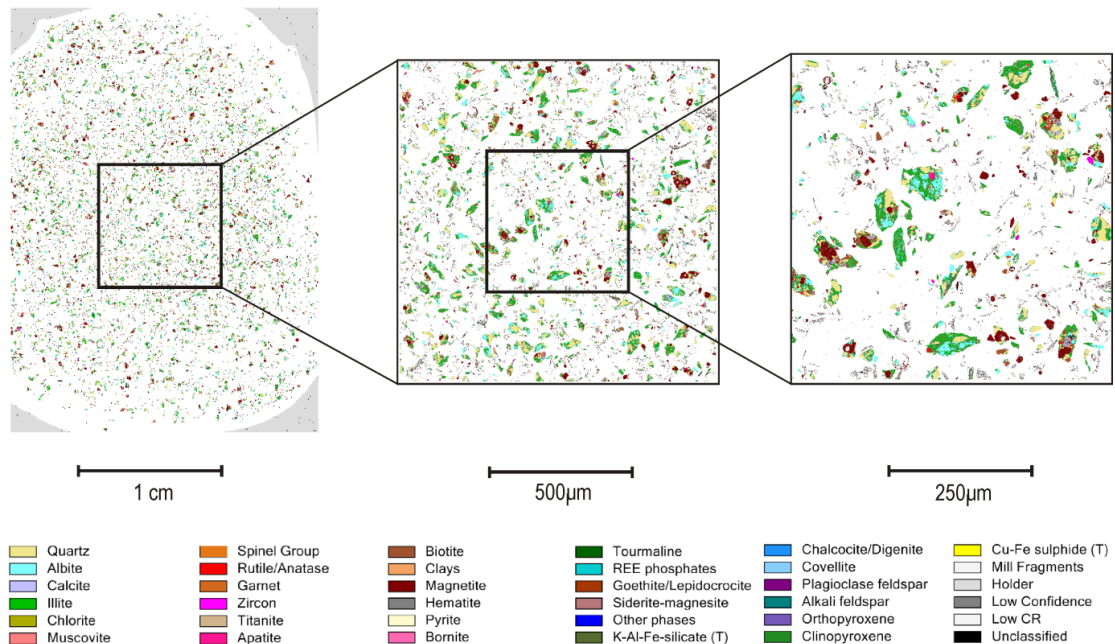 1 cm
500µm
250µm
Quartz
Albite
Calcite
Illite
Chlorite
Muscovite
Spinel Group
Rutile/Anatase
Garnet
Zircon
Titanite
Apatite
Biotite
Clays
Magnetite
Hematite
Pyrite
Bornite
Tourmaline
REE phosphates
Goethite/Lepidocrocite
Siderite-magnesite
Other phases
K-Al-Fe-silicate (T)
Chalcocite/Digenite
Covellite
Plagioclase feldspar
Alkali feldspar
Orthopyroxene
Clinopyroxene
Cu-Fe sulphide (T)
Mill Fragments
Holder
Low Confidence
Low CR
Unclassified